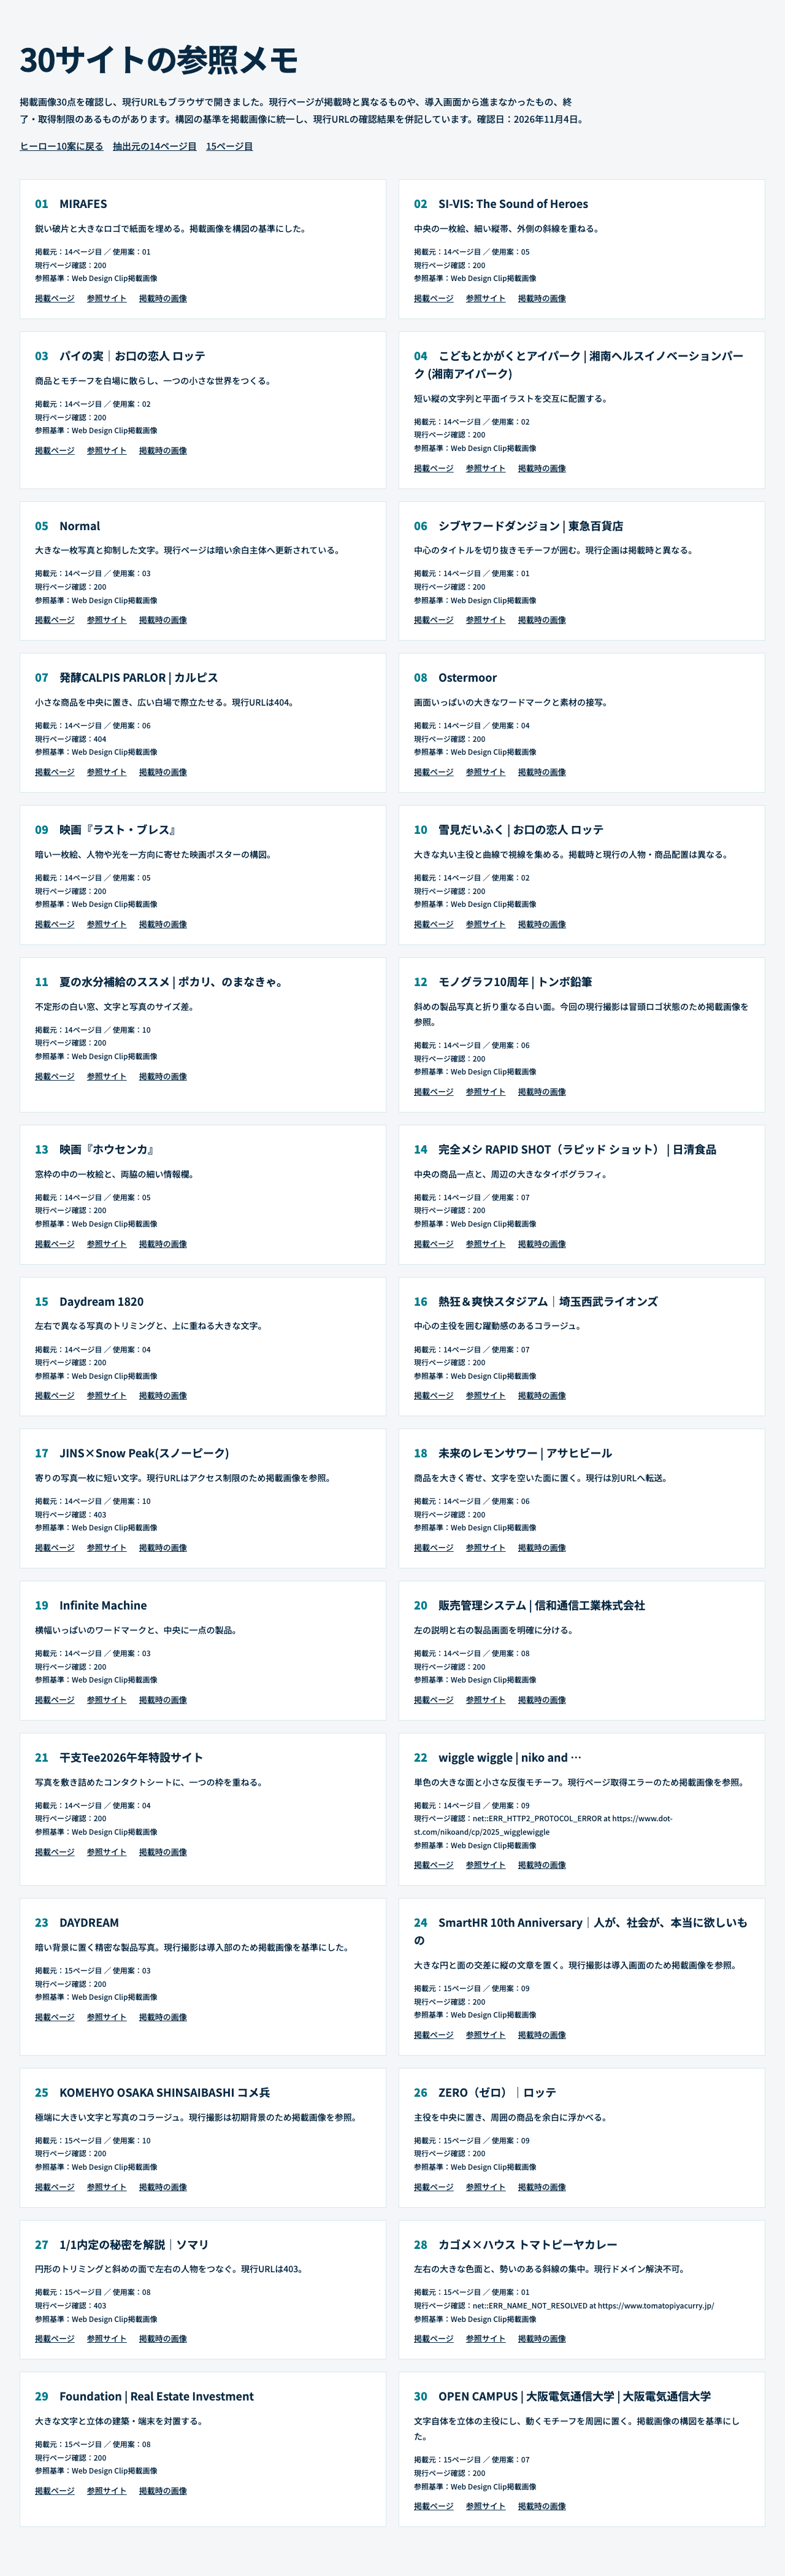 30サイトの参照メモ
掲載画像30点を確認し、現行URLもブラウザで開きました。現行ページが掲載時と異なるものや、導入画面から進まなかったもの、終
了・取得制限のあるものがあります。構図の基準を掲載画像に統一し、現行URLの確認結果を併記しています。確認日：2026年11月4日。
ヒーロー10案に戻る 抽出元の14ページ目 15ページ目
01 MIRAFES
鋭い破片と大きなロゴで紙面を埋める。掲載画像を構図の基準にした。
掲載元：14ページ目 ／ 使用案：01
現行ページ確認：200
参照基準：Web Design Clip掲載画像
掲載ページ 参照サイト 掲載時の画像
02 SI-VIS: The Sound of Heroes
中央の一枚絵、細い縦帯、外側の斜線を重ねる。
掲載元：14ページ目 ／ 使用案：05
現行ページ確認：200
参照基準：Web Design Clip掲載画像
掲載ページ 参照サイト 掲載時の画像
03 パイの実｜お口の恋人 ロッテ
商品とモチーフを白場に散らし、一つの小さな世界をつくる。
掲載元：14ページ目 ／ 使用案：02
現行ページ確認：200
参照基準：Web Design Clip掲載画像
掲載ページ 参照サイト 掲載時の画像
04 こどもとかがくとアイパーク | 湘南ヘルスイノベーションパー
ク (湘南アイパーク)
短い縦の文字列と平面イラストを交互に配置する。
掲載元：14ページ目 ／ 使用案：02
現行ページ確認：200
参照基準：Web Design Clip掲載画像
掲載ページ 参照サイト 掲載時の画像
05 Normal
大きな一枚写真と抑制した文字。現行ページは暗い余白主体へ更新されている。
掲載元：14ページ目 ／ 使用案：03
現行ページ確認：200
参照基準：Web Design Clip掲載画像
掲載ページ 参照サイト 掲載時の画像
06 シブヤフードダンジョン | 東急百貨店
中心のタイトルを切り抜きモチーフが囲む。現行企画は掲載時と異なる。
掲載元：14ページ目 ／ 使用案：01
現行ページ確認：200
参照基準：Web Design Clip掲載画像
掲載ページ 参照サイト 掲載時の画像
07 発酵CALPIS PARLOR | カルピス
小さな商品を中央に置き、広い白場で際立たせる。現行URLは404。
掲載元：14ページ目 ／ 使用案：06
現行ページ確認：404
参照基準：Web Design Clip掲載画像
掲載ページ 参照サイト 掲載時の画像
08 Ostermoor
画面いっぱいの大きなワードマークと素材の接写。
掲載元：14ページ目 ／ 使用案：04
現行ページ確認：200
参照基準：Web Design Clip掲載画像
掲載ページ 参照サイト 掲載時の画像
09 映画『ラスト・ブレス』
暗い一枚絵、人物や光を一方向に寄せた映画ポスターの構図。
掲載元：14ページ目 ／ 使用案：05
現行ページ確認：200
参照基準：Web Design Clip掲載画像
掲載ページ 参照サイト 掲載時の画像
10 雪見だいふく | お口の恋人 ロッテ
大きな丸い主役と曲線で視線を集める。掲載時と現行の人物・商品配置は異なる。
掲載元：14ページ目 ／ 使用案：02
現行ページ確認：200
参照基準：Web Design Clip掲載画像
掲載ページ 参照サイト 掲載時の画像
11 夏の水分補給のススメ | ポカリ、のまなきゃ。
不定形の白い窓、文字と写真のサイズ差。
掲載元：14ページ目 ／ 使用案：10
現行ページ確認：200
参照基準：Web Design Clip掲載画像
掲載ページ 参照サイト 掲載時の画像
12 モノグラフ10周年 | トンボ鉛筆
斜めの製品写真と折り重なる白い面。今回の現行撮影は冒頭ロゴ状態のため掲載画像を
参照。
掲載元：14ページ目 ／ 使用案：06
現行ページ確認：200
参照基準：Web Design Clip掲載画像
掲載ページ 参照サイト 掲載時の画像
13 映画『ホウセンカ』
窓枠の中の一枚絵と、両脇の細い情報欄。
掲載元：14ページ目 ／ 使用案：05
現行ページ確認：200
参照基準：Web Design Clip掲載画像
掲載ページ 参照サイト 掲載時の画像
14 完全メシ RAPID SHOT（ラピッド ショット） | 日清食品
中央の商品一点と、周辺の大きなタイポグラフィ。
掲載元：14ページ目 ／ 使用案：07
現行ページ確認：200
参照基準：Web Design Clip掲載画像
掲載ページ 参照サイト 掲載時の画像
15 Daydream 1820
左右で異なる写真のトリミングと、上に重ねる大きな文字。
掲載元：14ページ目 ／ 使用案：04
現行ページ確認：200
参照基準：Web Design Clip掲載画像
掲載ページ 参照サイト 掲載時の画像
16 熱狂＆爽快スタジアム｜埼玉西武ライオンズ
中心の主役を囲む躍動感のあるコラージュ。
掲載元：14ページ目 ／ 使用案：07
現行ページ確認：200
参照基準：Web Design Clip掲載画像
掲載ページ 参照サイト 掲載時の画像
17 JINS×Snow Peak(スノーピーク)
寄りの写真一枚に短い文字。現行URLはアクセス制限のため掲載画像を参照。
掲載元：14ページ目 ／ 使用案：10
現行ページ確認：403
参照基準：Web Design Clip掲載画像
掲載ページ 参照サイト 掲載時の画像
18 未来のレモンサワー | アサヒビール
商品を大きく寄せ、文字を空いた面に置く。現行は別URLへ転送。
掲載元：14ページ目 ／ 使用案：06
現行ページ確認：200
参照基準：Web Design Clip掲載画像
掲載ページ 参照サイト 掲載時の画像
19 Infinite Machine
横幅いっぱいのワードマークと、中央に一点の製品。
掲載元：14ページ目 ／ 使用案：03
現行ページ確認：200
参照基準：Web Design Clip掲載画像
掲載ページ 参照サイト 掲載時の画像
20 販売管理システム | 信和通信工業株式会社
左の説明と右の製品画面を明確に分ける。
掲載元：14ページ目 ／ 使用案：08
現行ページ確認：200
参照基準：Web Design Clip掲載画像
掲載ページ 参照サイト 掲載時の画像
21 干支Tee2026午年特設サイト
写真を敷き詰めたコンタクトシートに、一つの枠を重ねる。
掲載元：14ページ目 ／ 使用案：04
現行ページ確認：200
参照基準：Web Design Clip掲載画像
掲載ページ 参照サイト 掲載時の画像
22 wiggle wiggle | niko and …
単色の大きな面と小さな反復モチーフ。現行ページ取得エラーのため掲載画像を参照。
掲載元：14ページ目 ／ 使用案：09
現行ページ確認：net::ERR_HTTP2_PROTOCOL_ERROR at https://www.dot-
st.com/nikoand/cp/2025_wigglewiggle
参照基準：Web Design Clip掲載画像
掲載ページ 参照サイト 掲載時の画像
23 DAYDREAM
暗い背景に置く精密な製品写真。現行撮影は導入部のため掲載画像を基準にした。
掲載元：15ページ目 ／ 使用案：03
現行ページ確認：200
参照基準：Web Design Clip掲載画像
掲載ページ 参照サイト 掲載時の画像
24 SmartHR 10th Anniversary｜人が、社会が、本当に欲しいも
の
大きな円と面の交差に縦の文章を置く。現行撮影は導入画面のため掲載画像を参照。
掲載元：15ページ目 ／ 使用案：09
現行ページ確認：200
参照基準：Web Design Clip掲載画像
掲載ページ 参照サイト 掲載時の画像
25 KOMEHYO OSAKA SHINSAIBASHI コメ兵
極端に大きい文字と写真のコラージュ。現行撮影は初期背景のため掲載画像を参照。
掲載元：15ページ目 ／ 使用案：10
現行ページ確認：200
参照基準：Web Design Clip掲載画像
掲載ページ 参照サイト 掲載時の画像
26 ZERO（ゼロ）｜ロッテ
主役を中央に置き、周囲の商品を余白に浮かべる。
掲載元：15ページ目 ／ 使用案：09
現行ページ確認：200
参照基準：Web Design Clip掲載画像
掲載ページ 参照サイト 掲載時の画像
27 1/1内定の秘密を解説｜ソマリ
円形のトリミングと斜めの面で左右の人物をつなぐ。現行URLは403。
掲載元：15ページ目 ／ 使用案：08
現行ページ確認：403
参照基準：Web Design Clip掲載画像
掲載ページ 参照サイト 掲載時の画像
28 カゴメ×ハウス トマトピーヤカレー
左右の大きな色面と、勢いのある斜線の集中。現行ドメイン解決不可。
掲載元：15ページ目 ／ 使用案：01
現行ページ確認：net::ERR_NAME_NOT_RESOLVED at https://www.tomatopiyacurry.jp/
参照基準：Web Design Clip掲載画像
掲載ページ 参照サイト 掲載時の画像
29 Foundation | Real Estate Investment
大きな文字と立体の建築・端末を対置する。
掲載元：15ページ目 ／ 使用案：08
現行ページ確認：200
参照基準：Web Design Clip掲載画像
掲載ページ 参照サイト 掲載時の画像
30 OPEN CAMPUS | 大阪電気通信大学 | 大阪電気通信大学
文字自体を立体の主役にし、動くモチーフを周囲に置く。掲載画像の構図を基準にし
た。
掲載元：15ページ目 ／ 使用案：07
現行ページ確認：200
参照基準：Web Design Clip掲載画像
掲載ページ 参照サイト 掲載時の画像